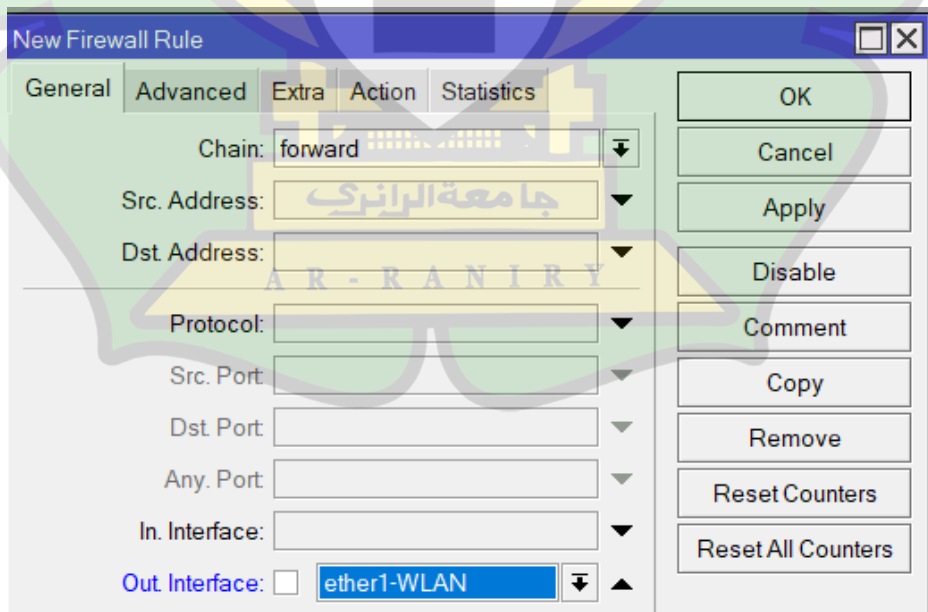 New Firewall Rule
General Advanced Extra Action Statistics
Chain: forward
Src. Address:
Dst. Address:
Protocol:
Src. Port:
Dst. Port:
Any. Port:
In. Interface:
Out. Interface: ether1-WLAN
OK
Cancel
Apply
Disable
Comment
Copy
Remove
Reset Counters
Reset All Counters
جامعة الرانري
AR-RANIRY